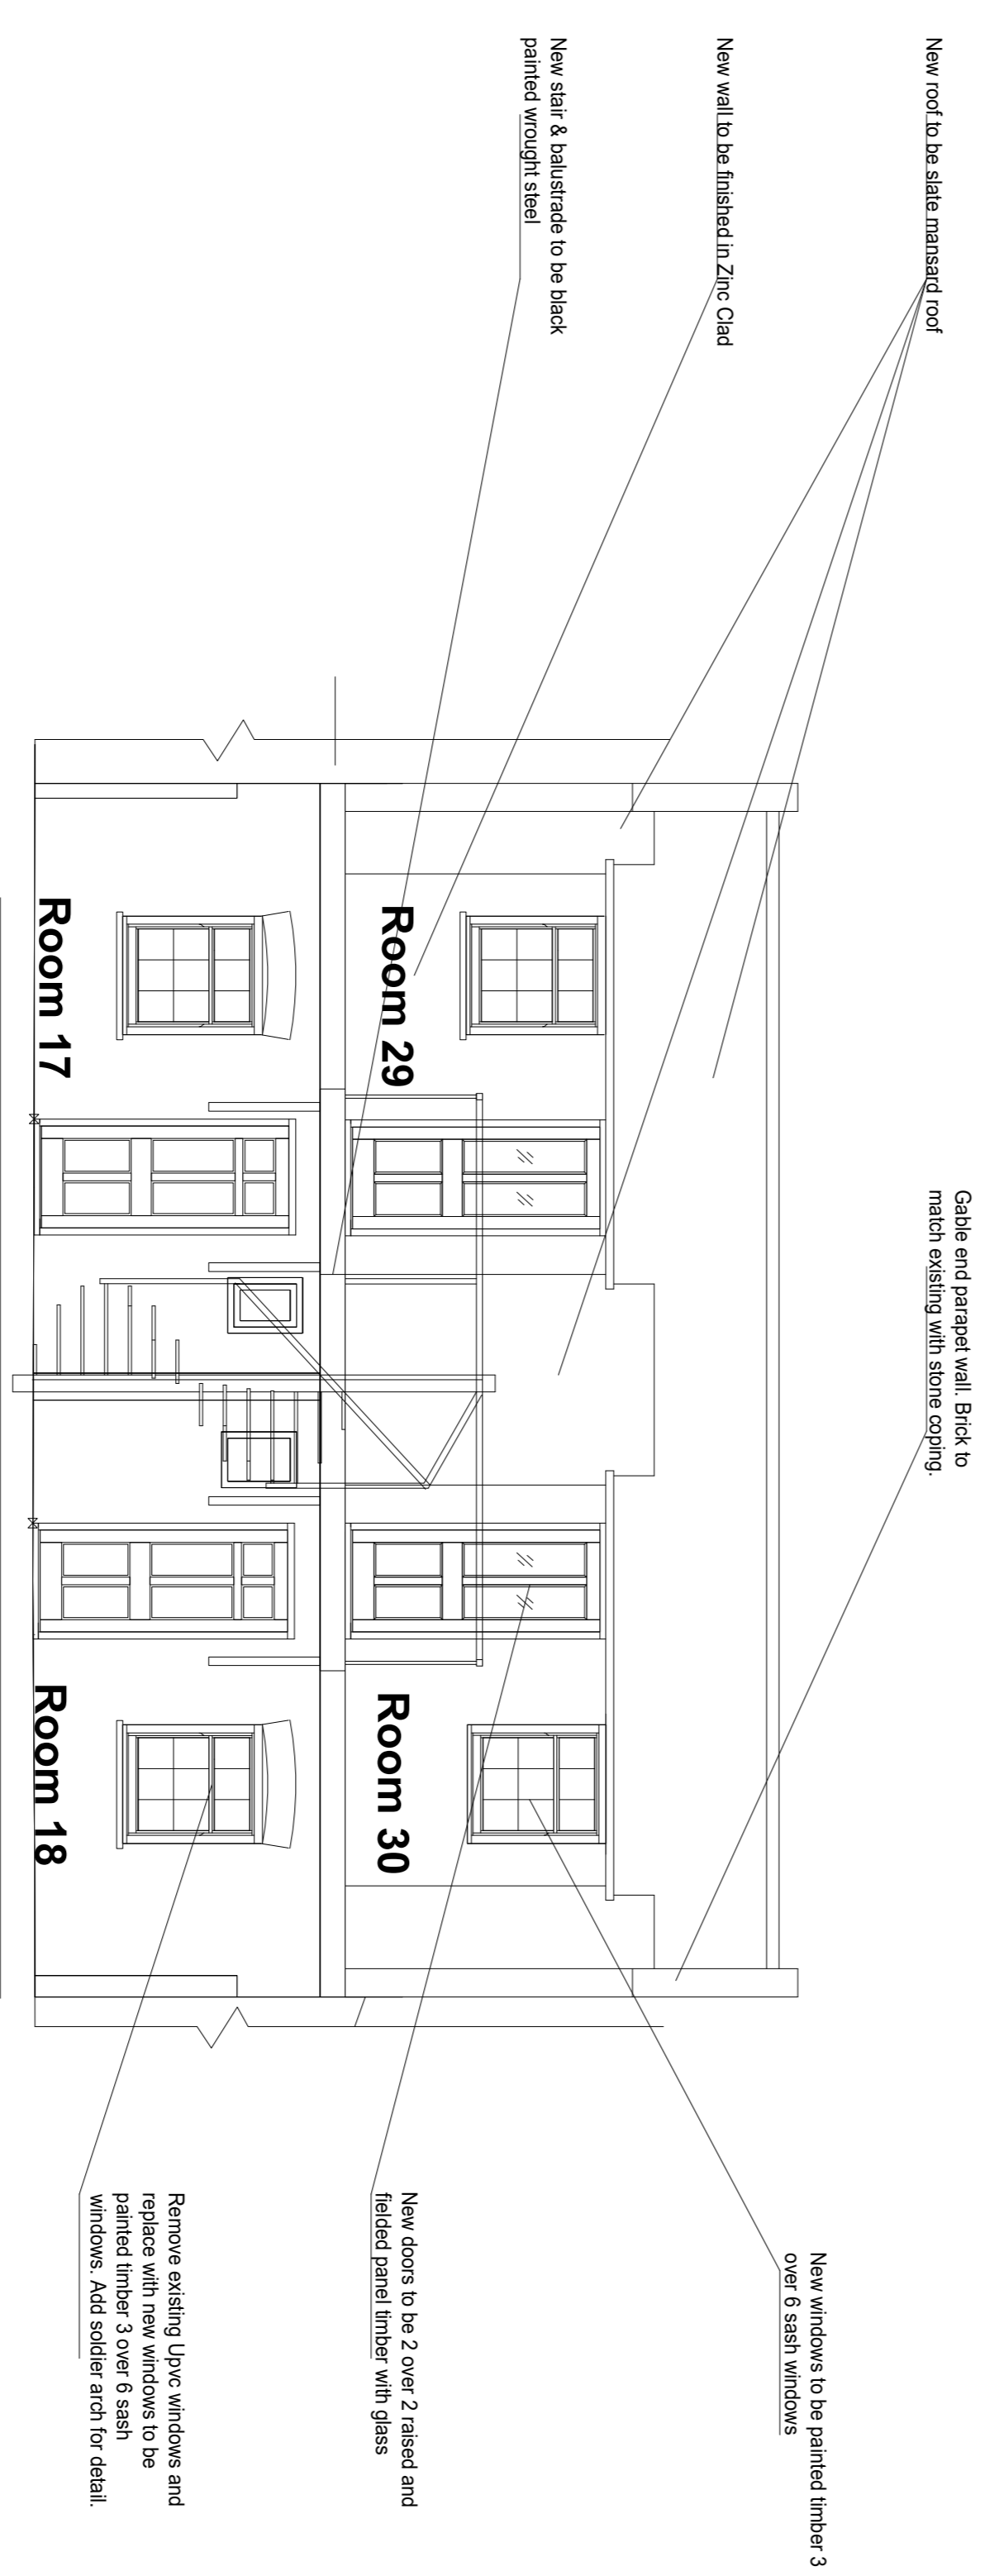 New roof to be slate mansard roof
New wall to be finished in Zinc Clad
New stair & balustrade to be black
painted wrought steel
Gable end parapet wall. Brick to
match existing with stone coping.
Room 29
Room 30
Room 17
Room 18
New windows to be painted timber 3
over 6 sash windows
New doors to be 2 over 2 raised and
fielded panel timber with glass
Remove existing Upvc windows and
replace with new windows to be
painted timber 3 over 6 sash
windows. Add soldier arch for detail.